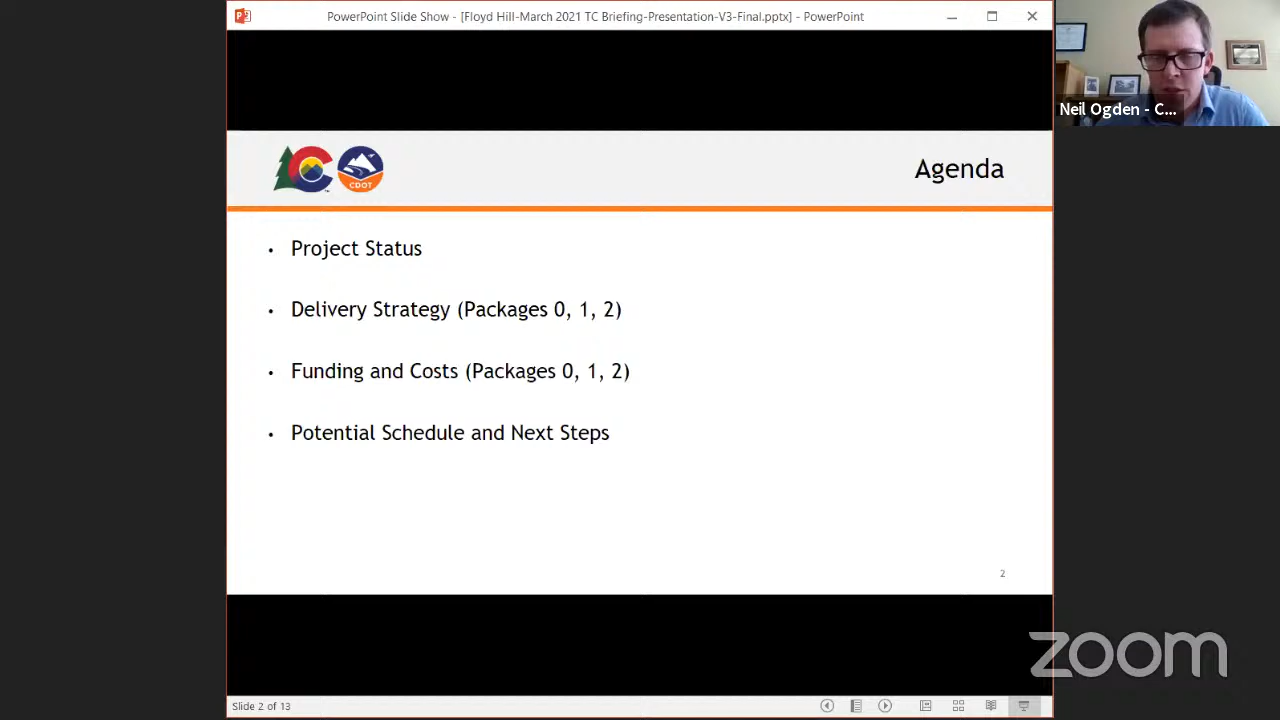 PowerPoint Slide Show - [Floyd Hill-March 2021 TC Briefing-Presentation-V3-Final.pptx] - PowerPoint
Neil Ogden - C...
CDOT
Agenda
• Project Status
• Delivery Strategy (Packages 0, 1, 2)
• Funding and Costs (Packages 0, 1, 2)
• Potential Schedule and Next Steps
2
zoom
Slide 2 of 13